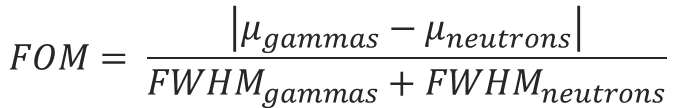 FOM = |μ_gammas − μ_neutrons| / FWHM_gammas + FWHM_neutrons